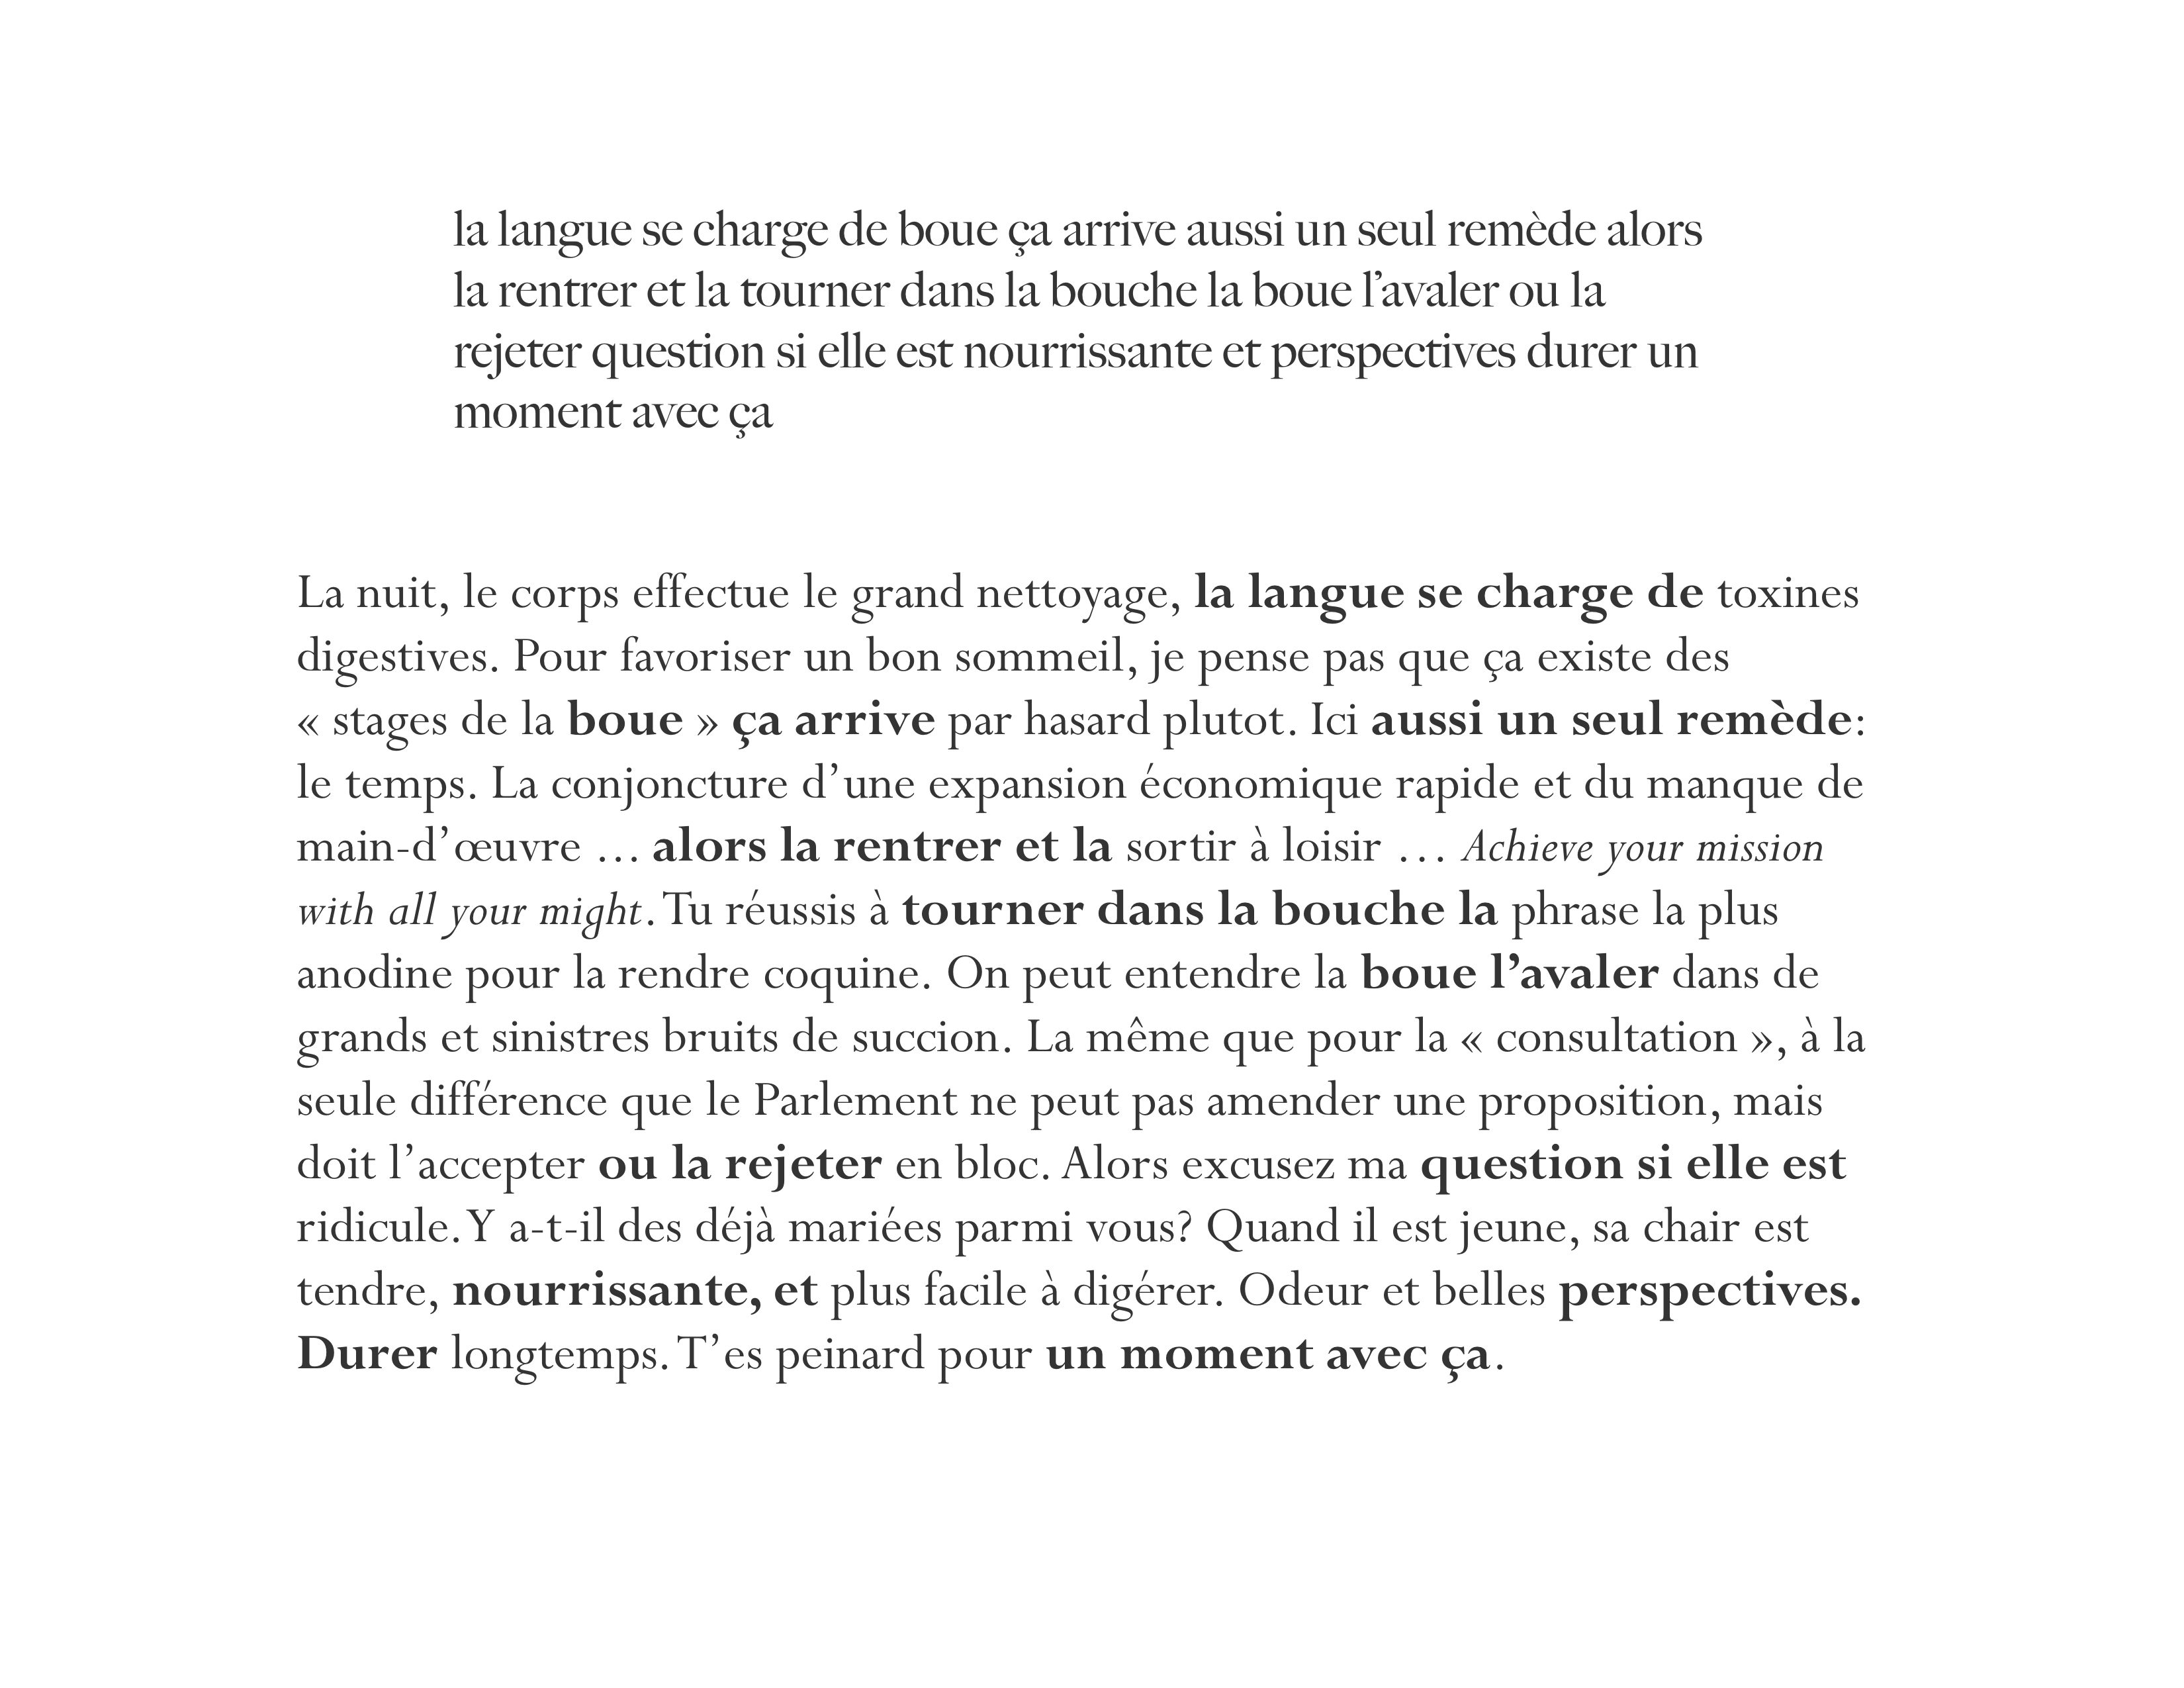 la langue se charge de boue ça arrive aussi un seul remède alors
la rentrer et la tourner dans la bouche la boue l’avaler ou la
rejeter question si elle est nourrissante et perspectives durer un
moment avec ça
La nuit, le corps effectue le grand nettoyage, la langue se charge de toxines
digestives. Pour favoriser un bon sommeil, je pense pas que ça existe des
« stages de la boue » ça arrive par hasard plutot. Ici aussi un seul remède:
le temps. La conjoncture d’une expansion économique rapide et du manque de
main-d’œuvre … alors la rentrer et la sortir à loisir … Achieve your mission
with all your might. Tu réussis à tourner dans la bouche la phrase la plus
anodine pour la rendre coquine. On peut entendre la boue l’avaler dans de
grands et sinistres bruits de succion. La même que pour la « consultation », à la
seule différence que le Parlement ne peut pas amender une proposition, mais
doit l’accepter ou la rejeter en bloc. Alors excusez ma question si elle est
ridicule. Y a-t-il des déjà mariées parmi vous? Quand il est jeune, sa chair est
tendre, nourrissante, et plus facile à digérer. Odeur et belles perspectives.
Durer longtemps. T’es peinard pour un moment avec ça.